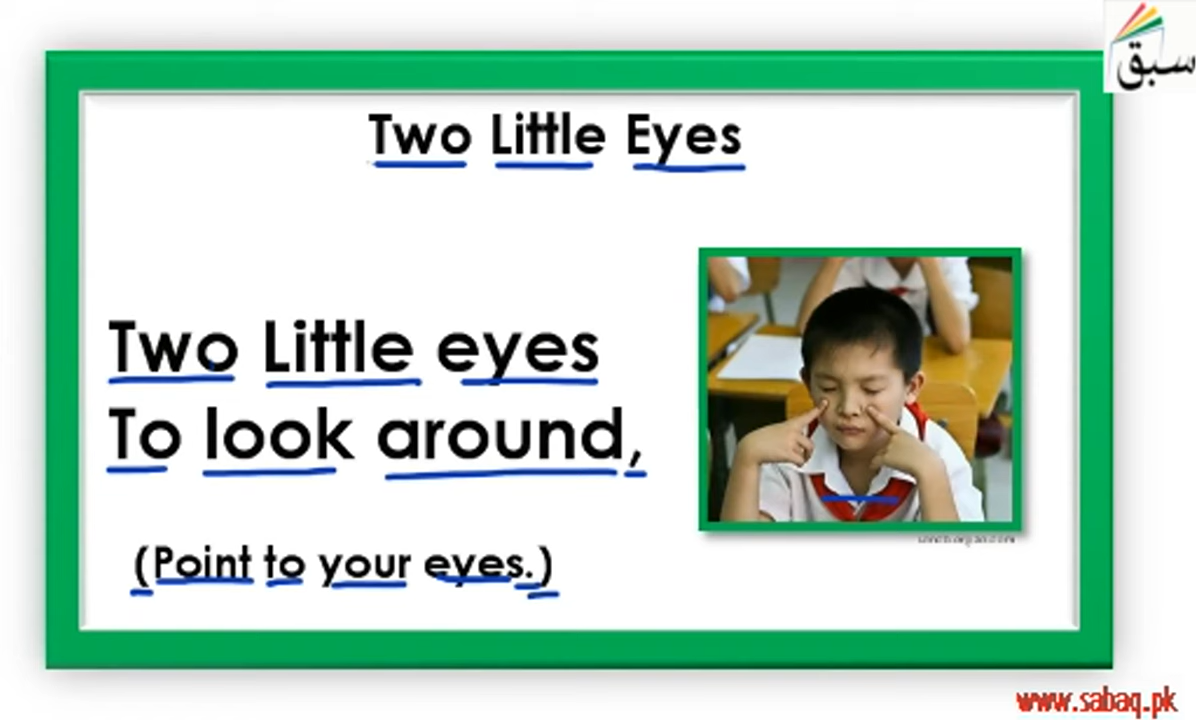 سبق
Two Little Eyes
Two Little eyes
To look around,
(Point to your eyes.)
www.sabaq.pk